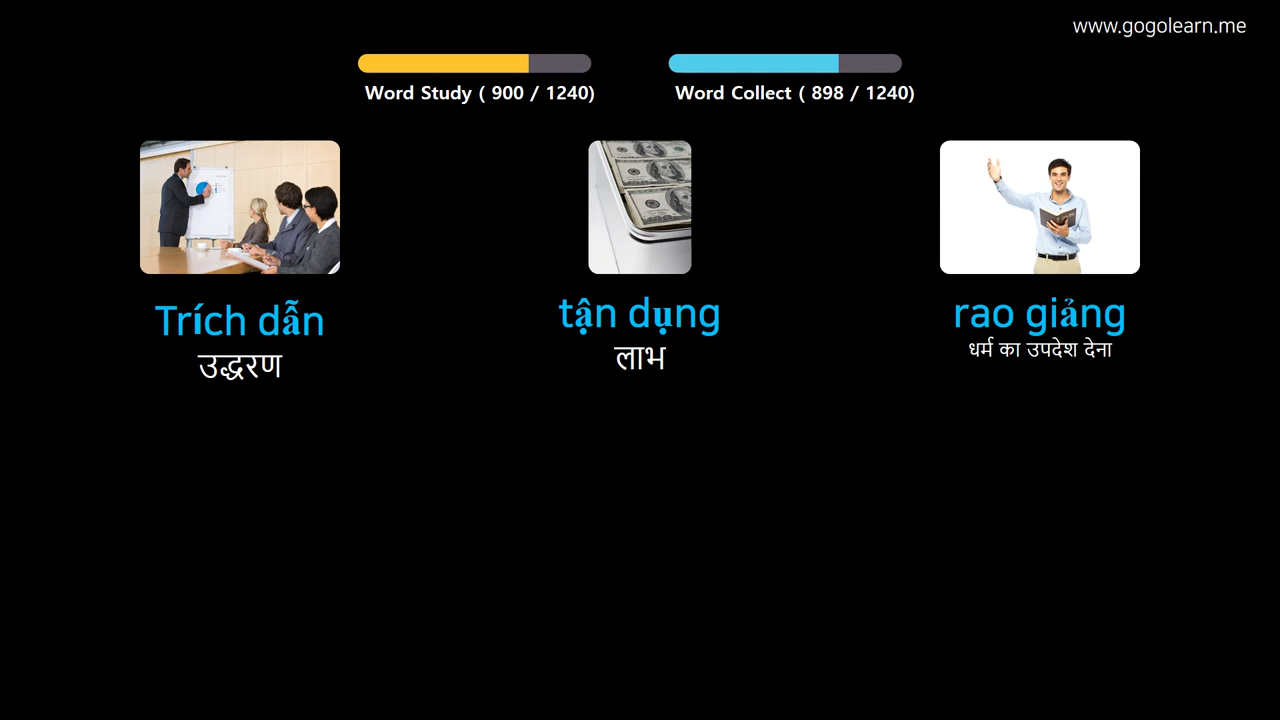 www.gogolearn.me
Word Study ( 900 / 1240)
Word Collect ( 898 / 1240)
Trích dẫn
उद्धरण
tận dụng
लाभ
rao giảng
धर्म का उपदेश देना